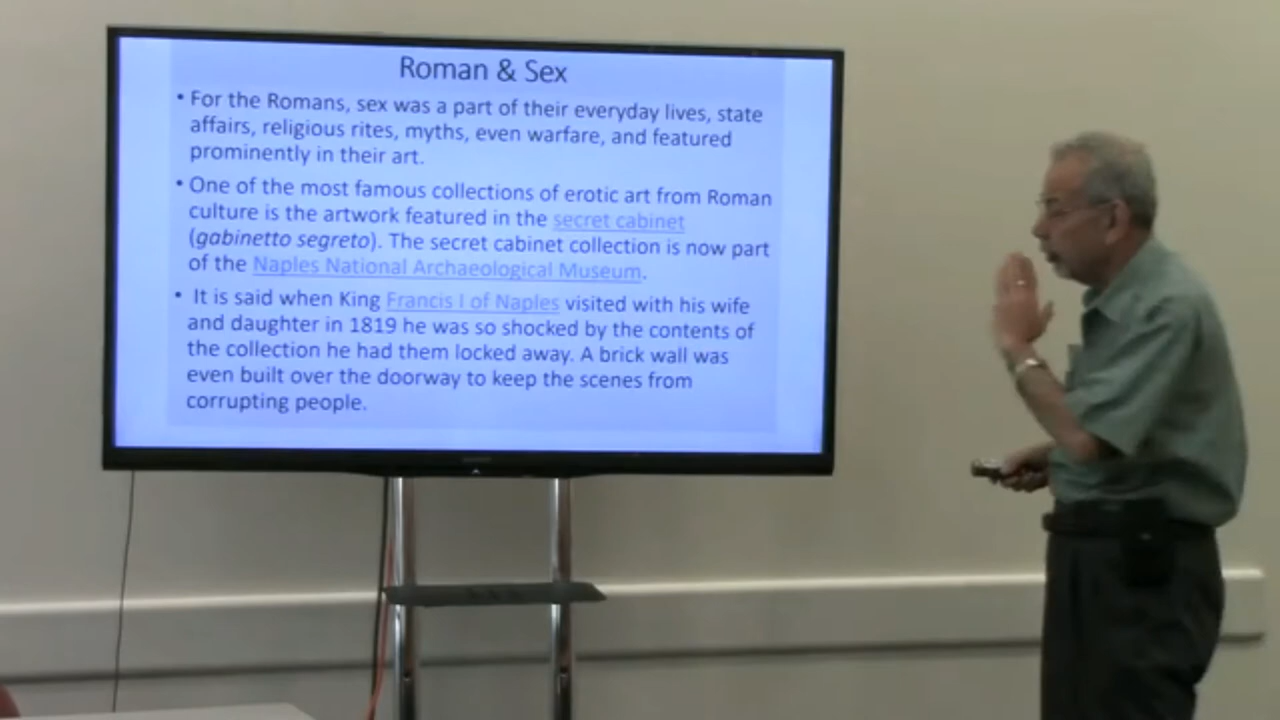 Roman & Sex
• For the Romans, sex was a part of their everyday lives, state
affairs, religious rites, myths, even warfare, and featured
prominently in their art.
• One of the most famous collections of erotic art from Roman
culture is the artwork featured in the secret cabinet
(gabinetto segreto). The secret cabinet collection is now part
of the Naples National Archaeological Museum.
• It is said when King Francis I of Naples visited with his wife
and daughter in 1819 he was so shocked by the contents of
the collection he had them locked away. A brick wall was
even built over the doorway to keep the scenes from
corrupting people.